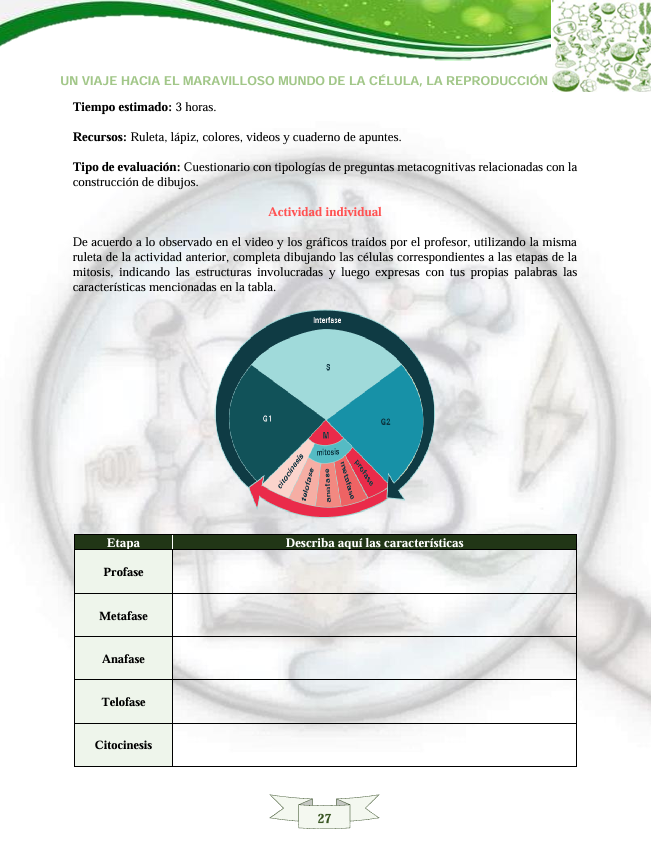 UN VIAJE HACIA EL MARAVILLOSO MUNDO DE LA CÉLULA, LA REPRODUCCIÓN
Tiempo estimado: 3 horas.
Recursos: Ruleta, lápiz, colores, videos y cuaderno de apuntes.
Tipo de evaluación: Cuestionario con tipologías de preguntas metacognitivas relacionadas con la
construcción de dibujos.
Actividad individual
De acuerdo a lo observado en el video y los gráficos traídos por el profesor, utilizando la misma
ruleta de la actividad anterior, completa dibujando las células correspondientes a las etapas de la
mitosis, indicando las estructuras involucradas y luego expresas con tus propias palabras las
características mencionadas en la tabla.
Interfase
S
G1
G2
M
mitosis
citocinesis
telofase
anafase
metafase
profase
Etapa Describa aquí las características
Profase
Metafase
Anafase
Telofase
Citocinesis
27